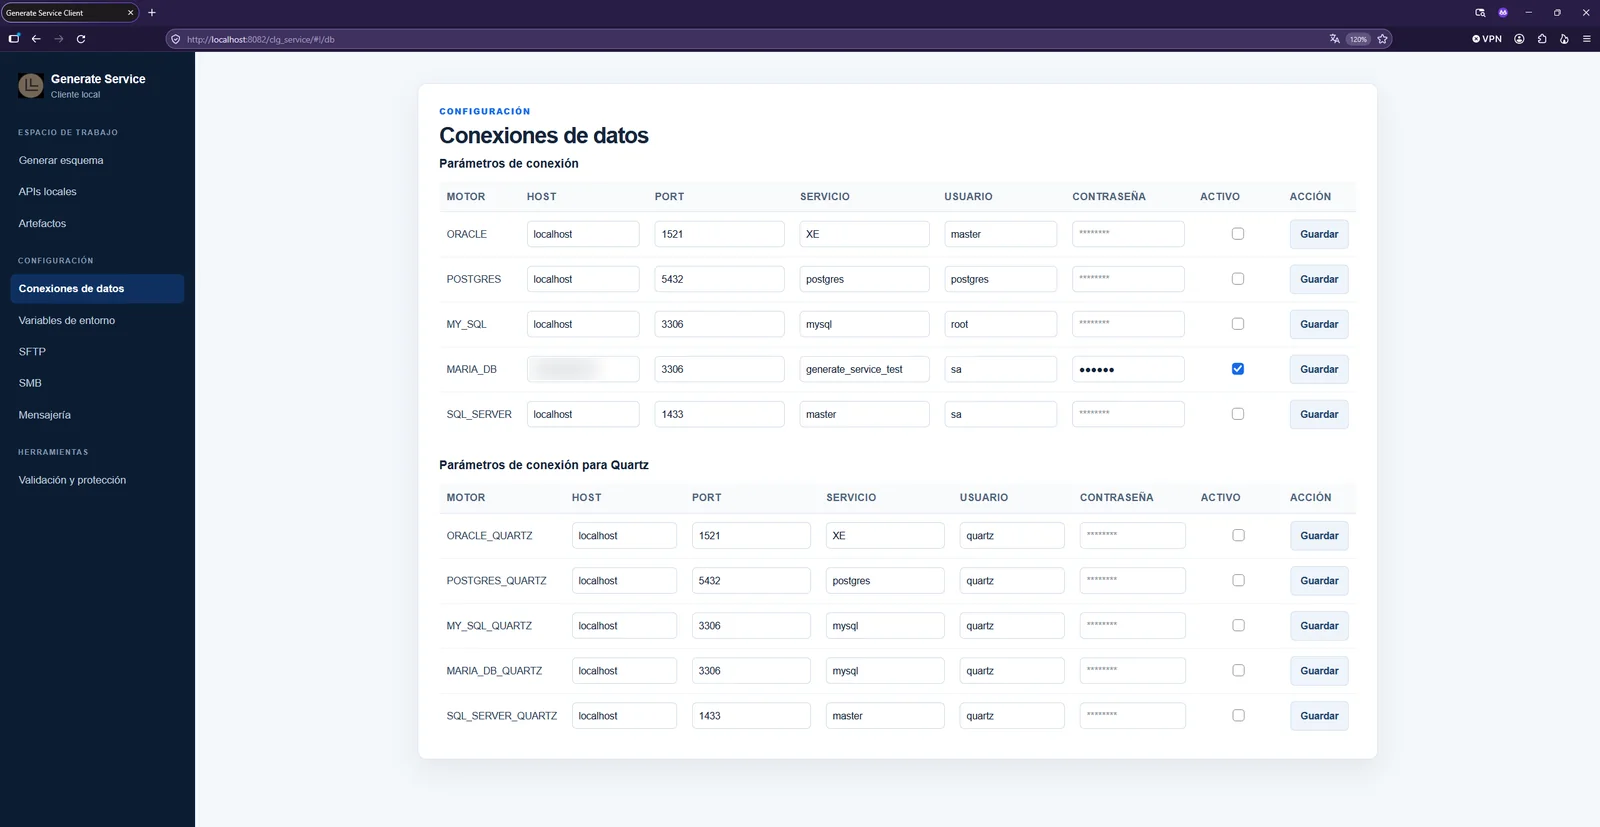 Generate Service Client
http://localhost:8082/clg_service/#!/db
120%
VPN
Generate Service
Cliente local
ESPACIO DE TRABAJO
Generar esquema
APIs locales
Artefactos
CONFIGURACIÓN
Conexiones de datos
Variables de entorno
SFTP
SMB
Mensajería
HERRAMIENTAS
Validación y protección
CONFIGURACIÓN
Conexiones de datos
Parámetros de conexión
MOTOR HOST PORT SERVICIO USUARIO CONTRASEÑA ACTIVO ACCIÓN
ORACLE localhost 1521 XE master ******** Guardar
POSTGRES localhost 5432 postgres postgres ******** Guardar
MY_SQL localhost 3306 mysql root ******** Guardar
MARIA_DB 3306 generate_service_test sa •••••• Guardar
SQL_SERVER localhost 1433 master sa ******** Guardar
Parámetros de conexión para Quartz
MOTOR HOST PORT SERVICIO USUARIO CONTRASEÑA ACTIVO ACCIÓN
ORACLE_QUARTZ localhost 1521 XE quartz ******** Guardar
POSTGRES_QUARTZ localhost 5432 postgres quartz ******** Guardar
MY_SQL_QUARTZ localhost 3306 mysql quartz ******** Guardar
MARIA_DB_QUARTZ localhost 3306 mysql quartz ******** Guardar
SQL_SERVER_QUARTZ localhost 1433 master quartz ******** Guardar